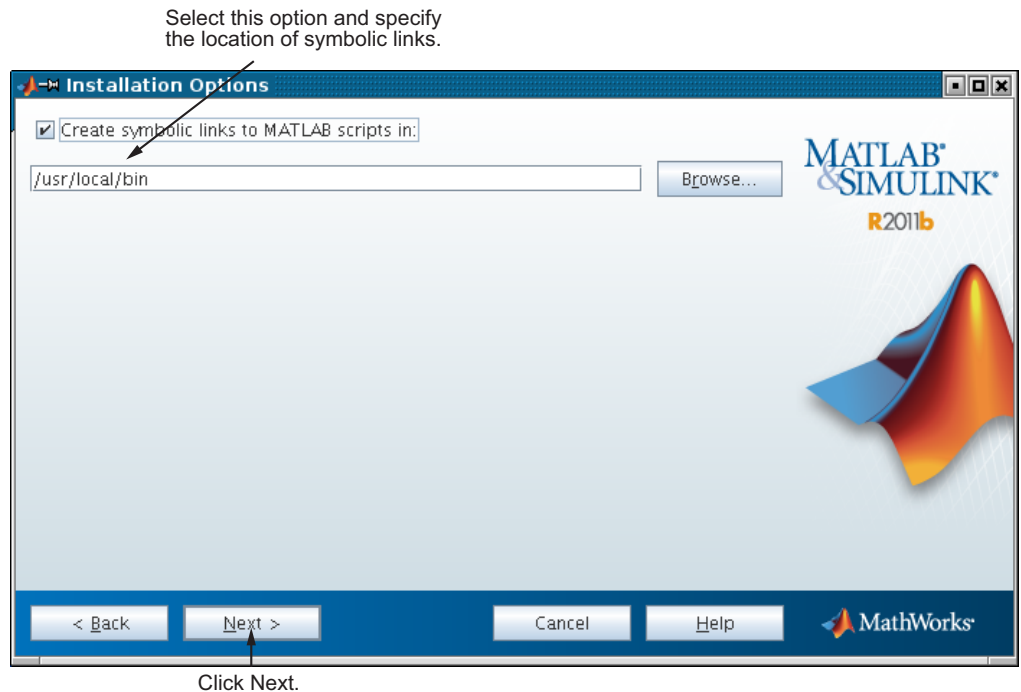 Select this option and specify
the location of symbolic links.
Installation Options
Create symbolic links to MATLAB scripts in:
/usr/local/bin
Browse...
MATLAB®
&SIMULINK®
R2011b
< Back
Next >
Cancel
Help
MathWorks®
Click Next.